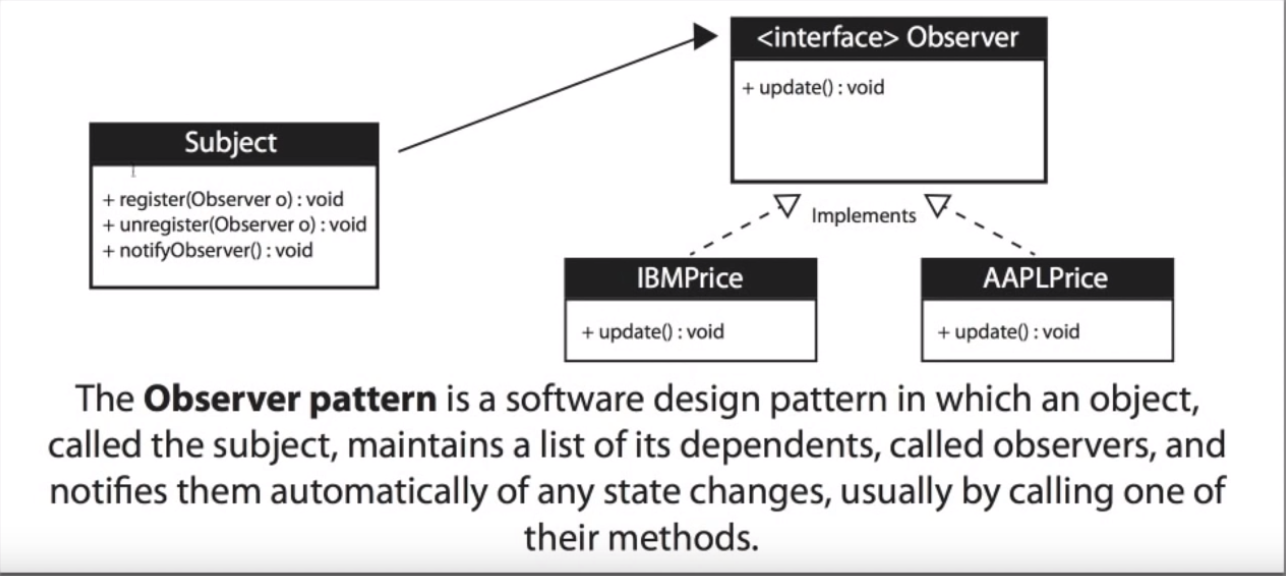 <interface> Observer
+ update() : void
Subject
+ register(Observer o) : void
+ unregister(Observer o) : void
+ notifyObserver() : void
Implements
IBMPrice
+ update() : void
AAPLPrice
+ update() : void
The Observer pattern is a software design pattern in which an object,
called the subject, maintains a list of its dependents, called observers, and
notifies them automatically of any state changes, usually by calling one of
their methods.